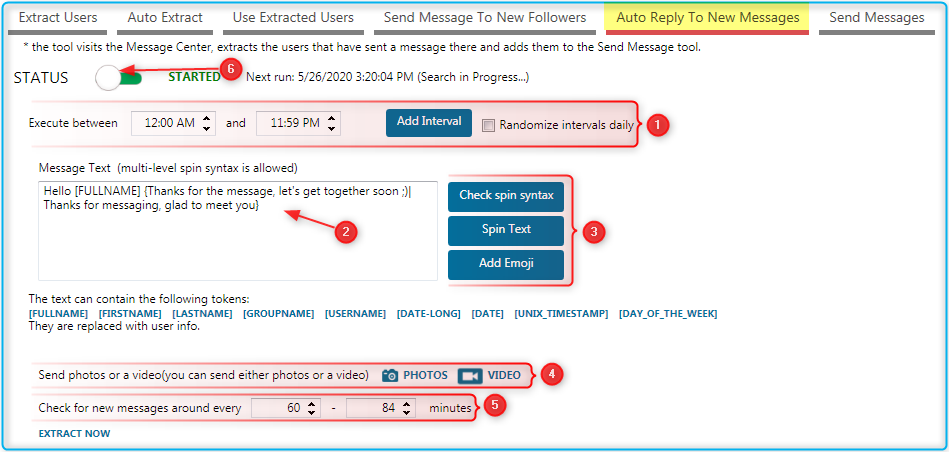 Extract Users Auto Extract Use Extracted Users Send Message To New Followers Auto Reply To New Messages Send Messages
* the tool visits the Message Center, extracts the users that have sent a message there and adds them to the Send Message tool.
6
STATUS STARTED Next run: 5/26/2020 3:20:04 PM (Search in Progress...)
Execute between 12:00 AM and 11:59 PM Add Interval Randomize intervals daily 1
Message Text (multi-level spin syntax is allowed)
Hello [FULLNAME] {Thanks for the message, let's get together soon ;)|
Thanks for messaging, glad to meet you}
2
Check spin syntax
Spin Text
Add Emoji
3
The text can contain the following tokens:
[FULLNAME] [FIRSTNAME] [LASTNAME] [GROUPNAME] [USERNAME] [DATE-LONG] [DATE] [UNIX_TIMESTAMP] [DAY_OF_THE_WEEK]
They are replaced with user info.
Send photos or a video(you can send either photos or a video) PHOTOS VIDEO 4
Check for new messages around every 60 - 84 minutes 5
EXTRACT NOW